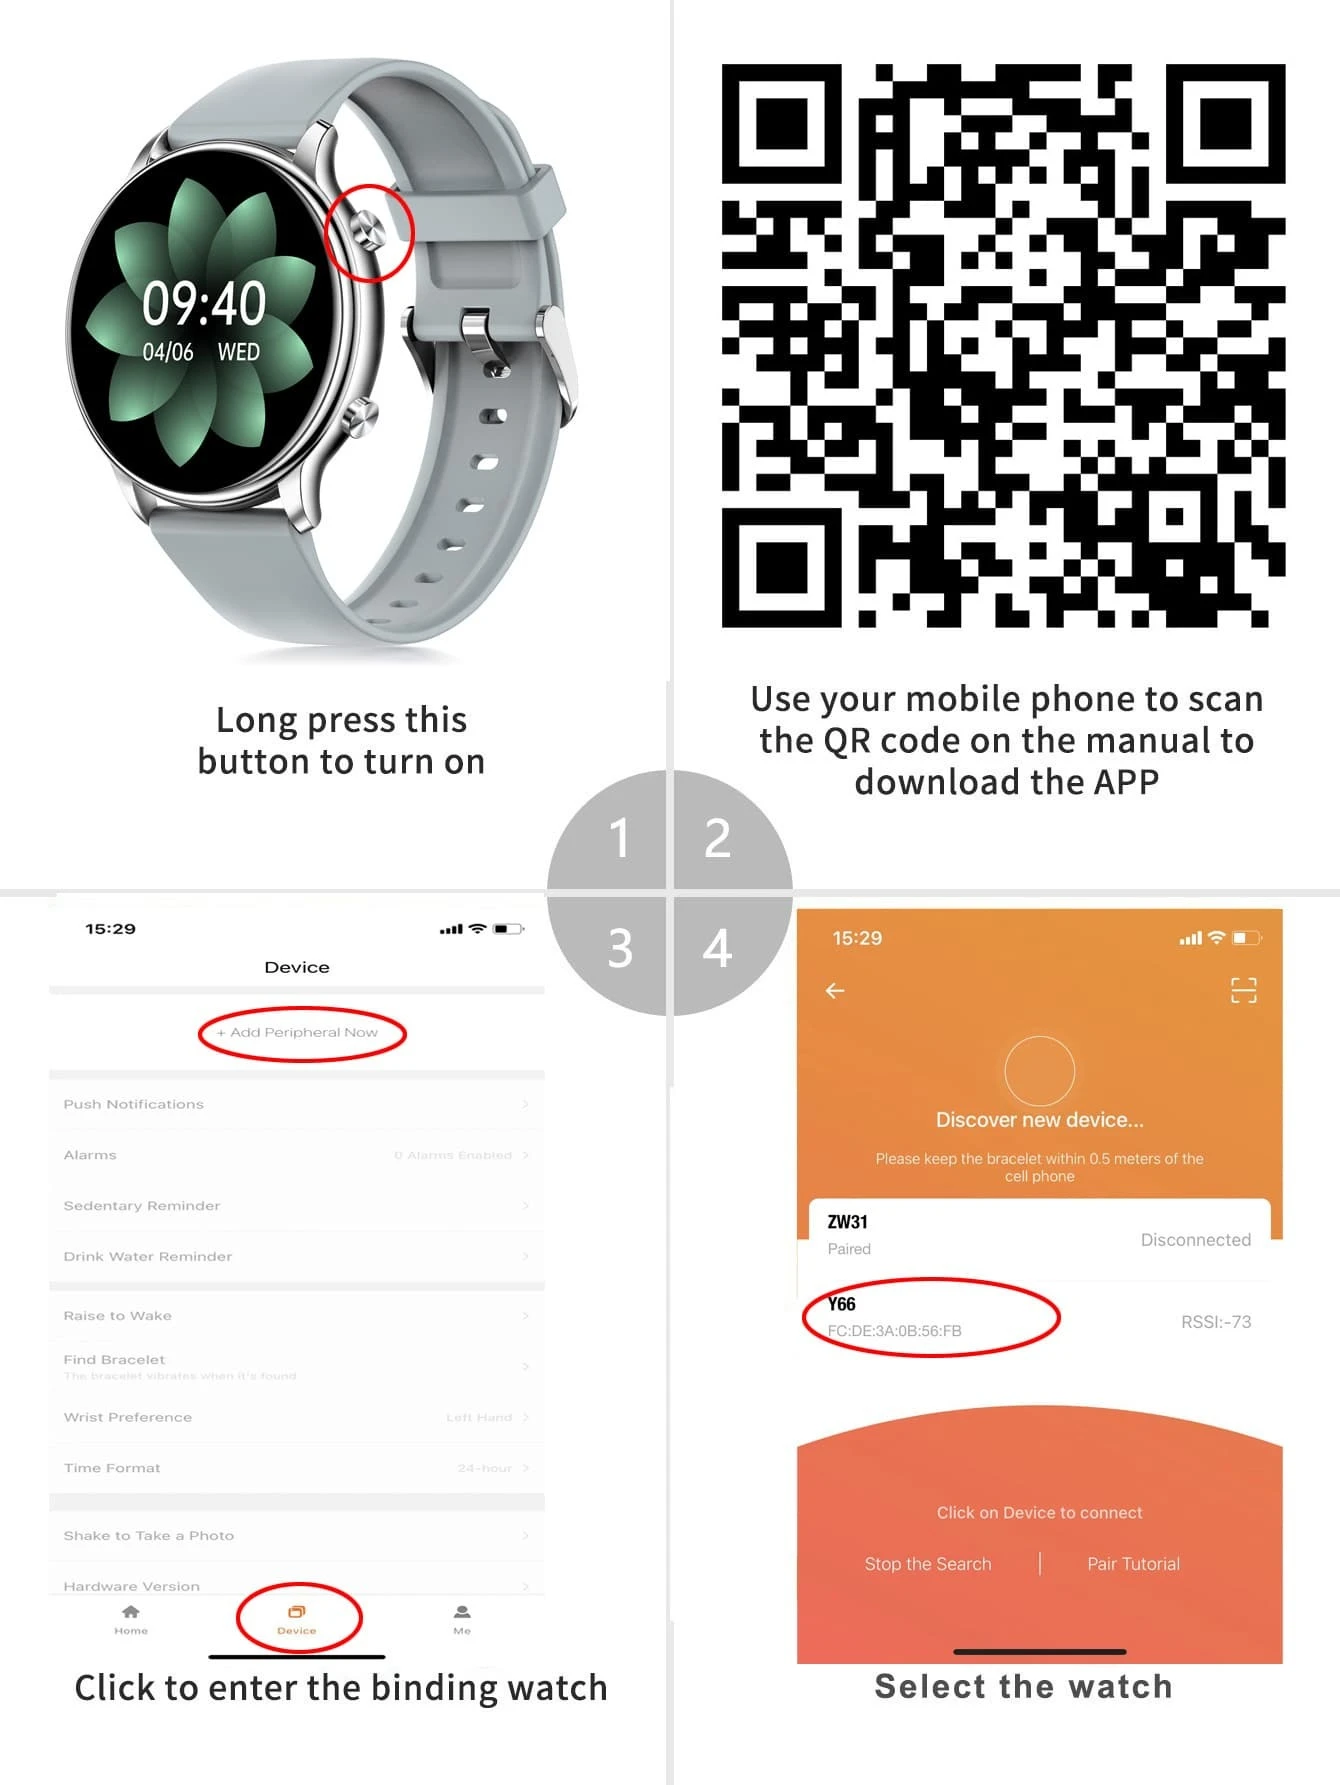 09:40
04/06 WED
Long press this
button to turn on
1
Use your mobile phone to scan
the QR code on the manual to
download the APP
2
3
15:29
Device
+ Add Peripheral Now
Push Notifications
Alarms 0 Alarms Enabled
Sedentary Reminder
Drink Water Reminder
Raise to Wake
Find Bracelet
The bracelet vibrates when it's found
Wrist Preference Left Hand
Time Format 24-hour
Shake to Take a Photo
Hardware Version
Home Device Me
Click to enter the binding watch
4
15:29
Discover new device...
Please keep the bracelet within 0.5 meters of the
cell phone
ZW31
Paired
Disconnected
Y66
FC:DE:3A:0B:56:FB
RSSI:-73
Click on Device to connect
Stop the Search | Pair Tutorial
Select the watch